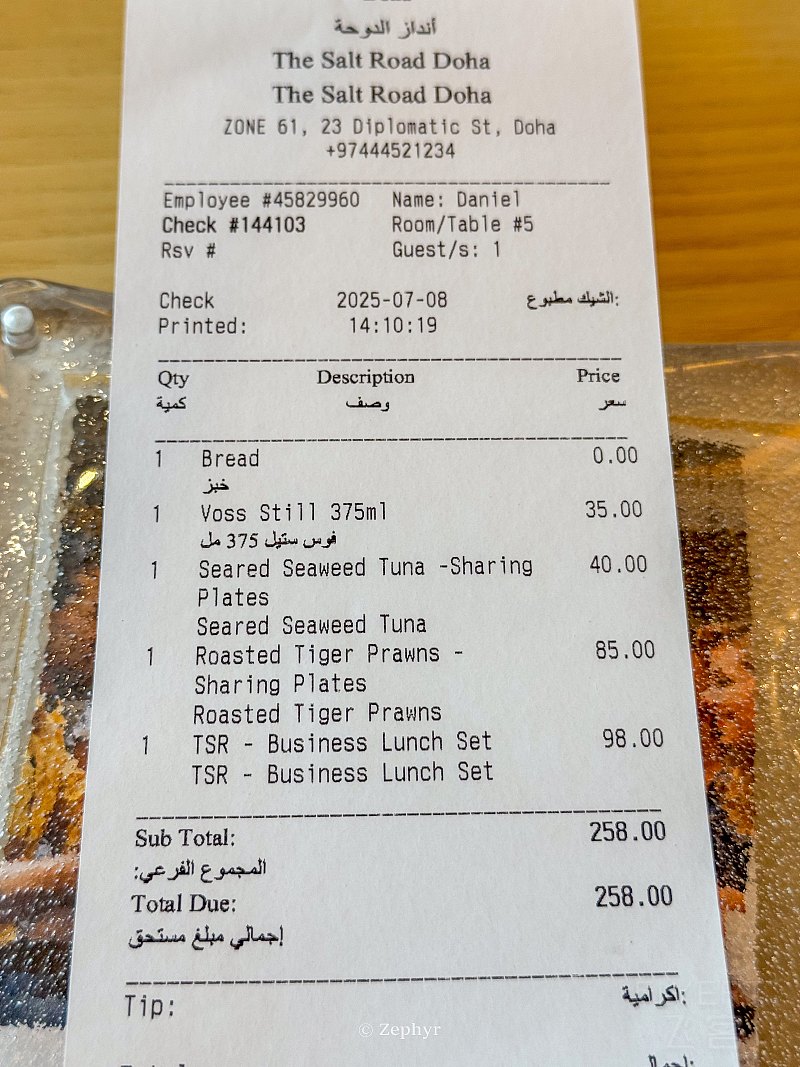 أنداز الدوحة
The Salt Road Doha
The Salt Road Doha
ZONE 61, 23 Diplomatic St, Doha
+97444521234
Employee #45829960 Name: Daniel
Check #144103 Room/Table #5
Rsv # Guest/s: 1
Check 2025-07-08 الشيك مطبوع:
Printed: 14:10:19
Qty Description Price
كمية وصف سعر
1 Bread 0.00
خبز
1 Voss Still 375ml 35.00
فوس ستيل 375 مل
1 Seared Seaweed Tuna -Sharing 40.00
Plates
Seared Seaweed Tuna
1 Roasted Tiger Prawns - 85.00
Sharing Plates
Roasted Tiger Prawns
1 TSR - Business Lunch Set 98.00
TSR - Business Lunch Set
Sub Total: 258.00
المجموع الفرعي:
Total Due: 258.00
إجمالي مبلغ مستحق
Tip: اكرامية:
© Zephyr